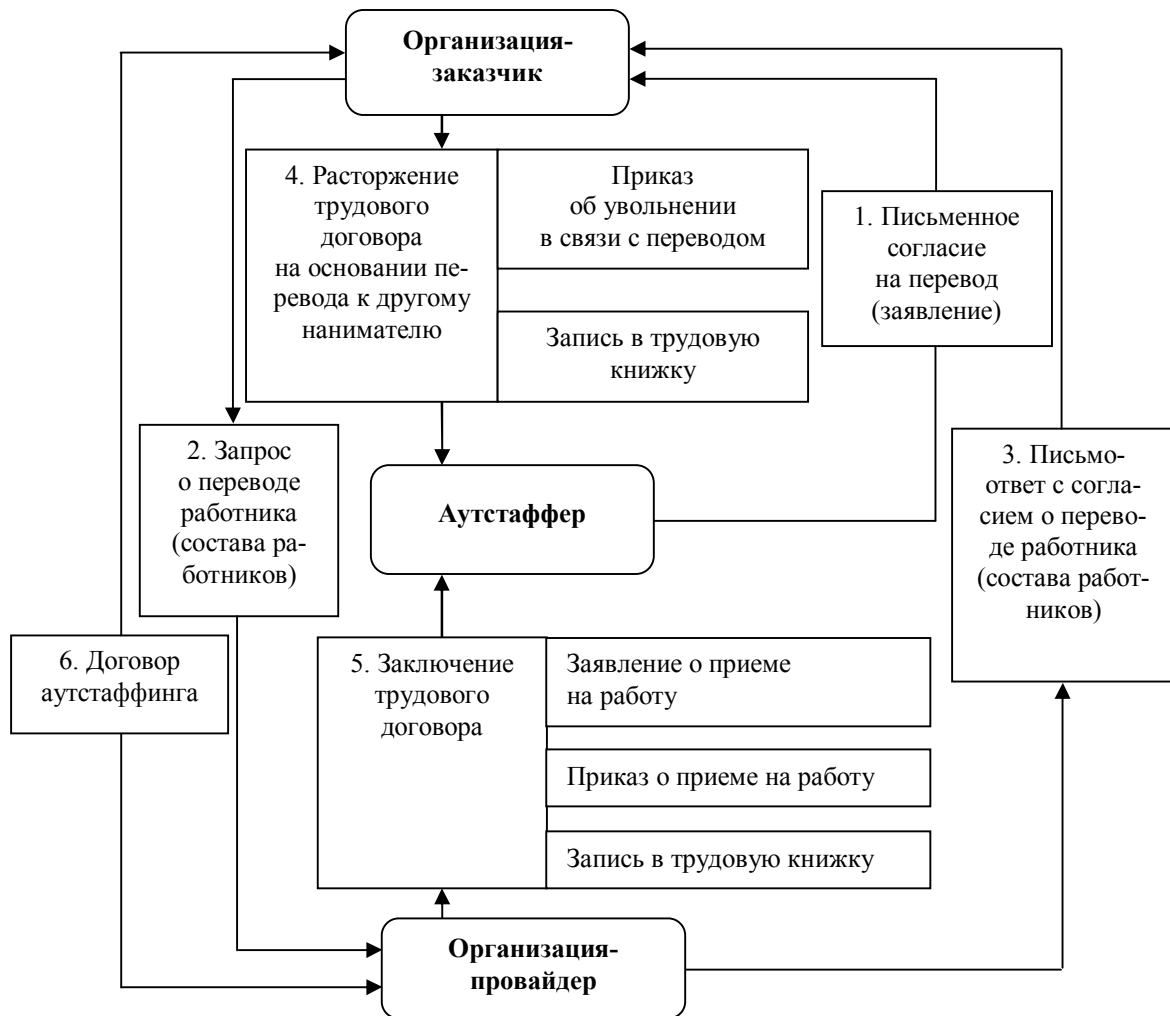 Организация-
заказчик
4. Расторжение
трудового
договора
на основании пе-
ревода к другому
нанимателю
Приказ
об увольнении
в связи с переводом
Запись в трудовую
книжку
1. Письменное
согласие
на перевод
(заявление)
2. Запрос
о переводе
работника
(состава ра-
ботников)
Аутстаффер
3. Письмо-
ответ с согла-
сием о перево-
де работника
(состава работ-
ников)
6. Договор
аутстаффинга
5. Заключение
трудового
договора
Заявление о приеме
на работу
Приказ о приеме на работу
Запись в трудовую книжку
Организация-
провайдер